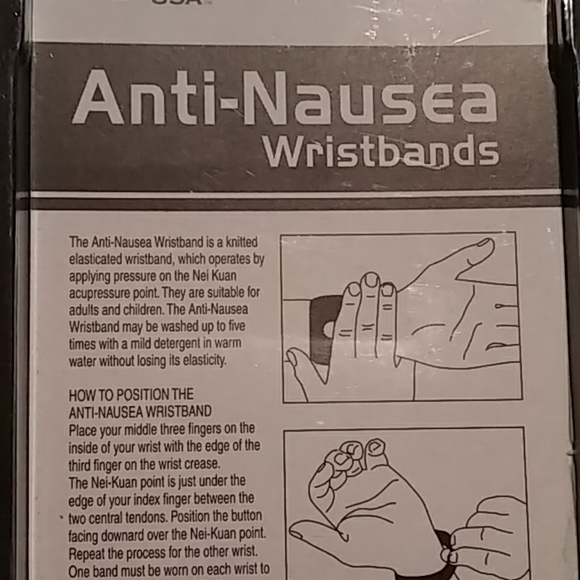 USA
Anti-Nausea
Wristbands
The Anti-Nausea Wristband is a knitted
elasticated wristband, which operates by
applying pressure on the Nei Kuan
acupressure point. They are suitable for
adults and children. The Anti-Nausea
Wristband may be washed up to five
times with a mild detergent in warm
water without losing its elasticity.
HOW TO POSITION THE
ANTI-NAUSEA WRISTBAND
Place your middle three fingers on the
inside of your wrist with the edge of the
third finger on the wrist crease.
The Nei-Kuan point is just under the
edge of your index finger between the
two central tendons. Position the button
facing downard over the Nei-Kuan point.
Repeat the process for the other wrist.
One band must be worn on each wrist to